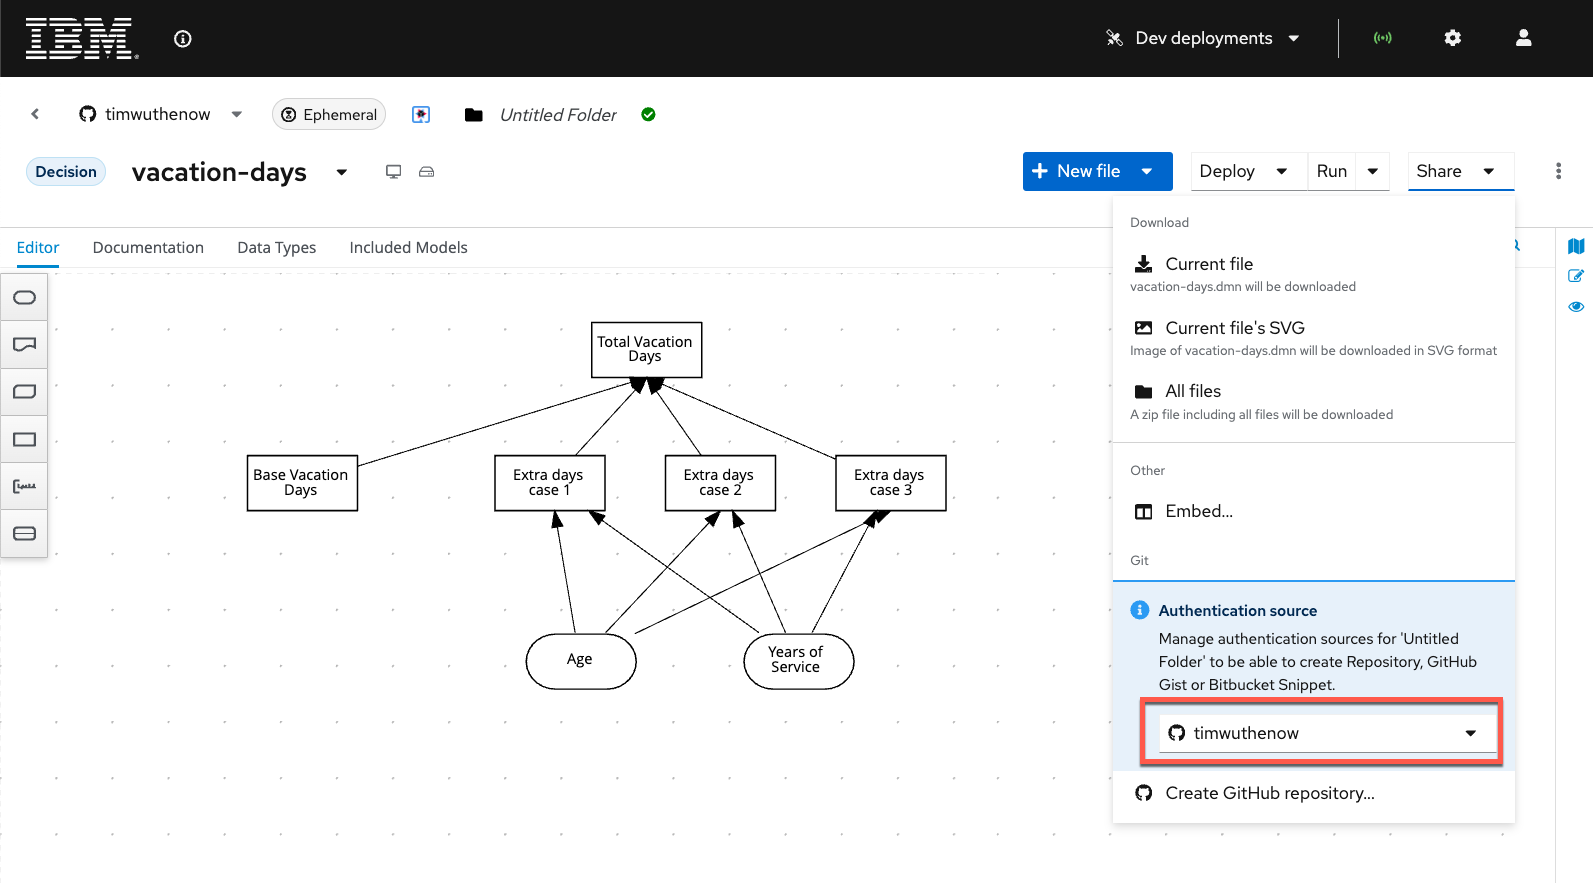 IBM
Dev deployments
timwuthenow
Ephemeral
Untitled Folder
Decision
vacation-days
New file
Deploy
Run
Share
Editor
Documentation
Data Types
Included Models
Download
Current file
vacation-days.dmn will be downloaded
Current file's SVG
Image of vacation-days.dmn will be downloaded in SVG format
All files
A zip file including all files will be downloaded
Other
Embed...
Git
Authentication source
Manage authentication sources for 'Untitled
Folder' to be able to create Repository, GitHub
Gist or Bitbucket Snippet.
timwuthenow
Create GitHub repository...
Total Vacation
Days
Base Vacation
Days
Extra days
case 1
Extra days
case 2
Extra days
case 3
Age
Years of
Service